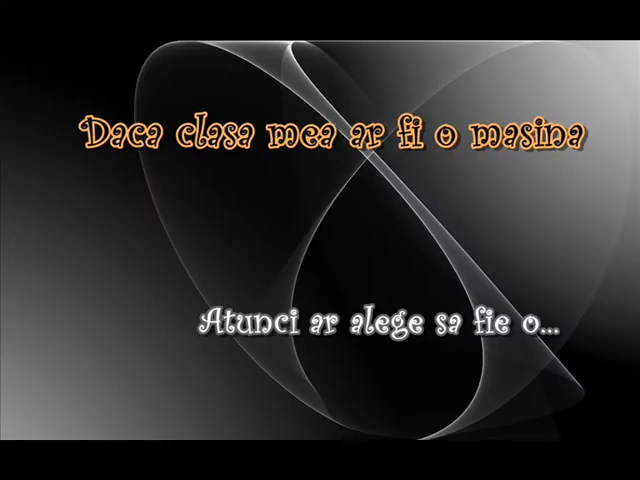 Daca clasa mea ar fi o masina
Atunci ar alege sa fie o...